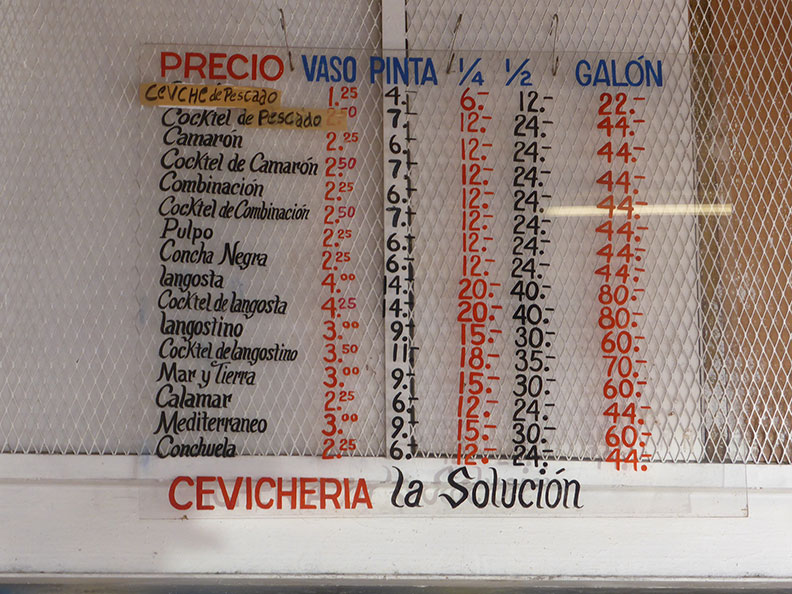 PRECIO VASO PINTA 1/4 1/2 GALÓN
CEVCHE de Pescado 1.25 4.- 6.- 12.- 22.-
Cocktel de Pescado 2.50 7.- 12.- 24.- 44.-
Camarón 2.25 6.- 12.- 24.- 44.-
Cocktel de Camarón 2.50 7.- 12.- 24.- 44.-
Combinación 2.25 6.- 12.- 24.- 44.-
Cocktel de Combinación 2.50 7.- 12.- 24.- 44.-
Pulpo 2.25 6.- 12.- 24.- 44.-
Concha Negra 2.25 6.- 12.- 24.- 44.-
langosta 4.00 14.- 20.- 40.- 80.-
Cocktel de langosta 4.25 14.- 20.- 40.- 80.-
langostino 3.00 9.- 15.- 30.- 60.-
Cocktel de langostino 3.50 11.- 18.- 35.- 70.-
Mar y Tierra 3.00 9.- 15.- 30.- 60.-
Calamar 2.25 6.- 12.- 24.- 44.-
Mediterraneo 3.00 9.- 15.- 30.- 60.-
Conchuela 2.25 6.- 12.- 24.- 44.-
CEVICHERIA la Solución